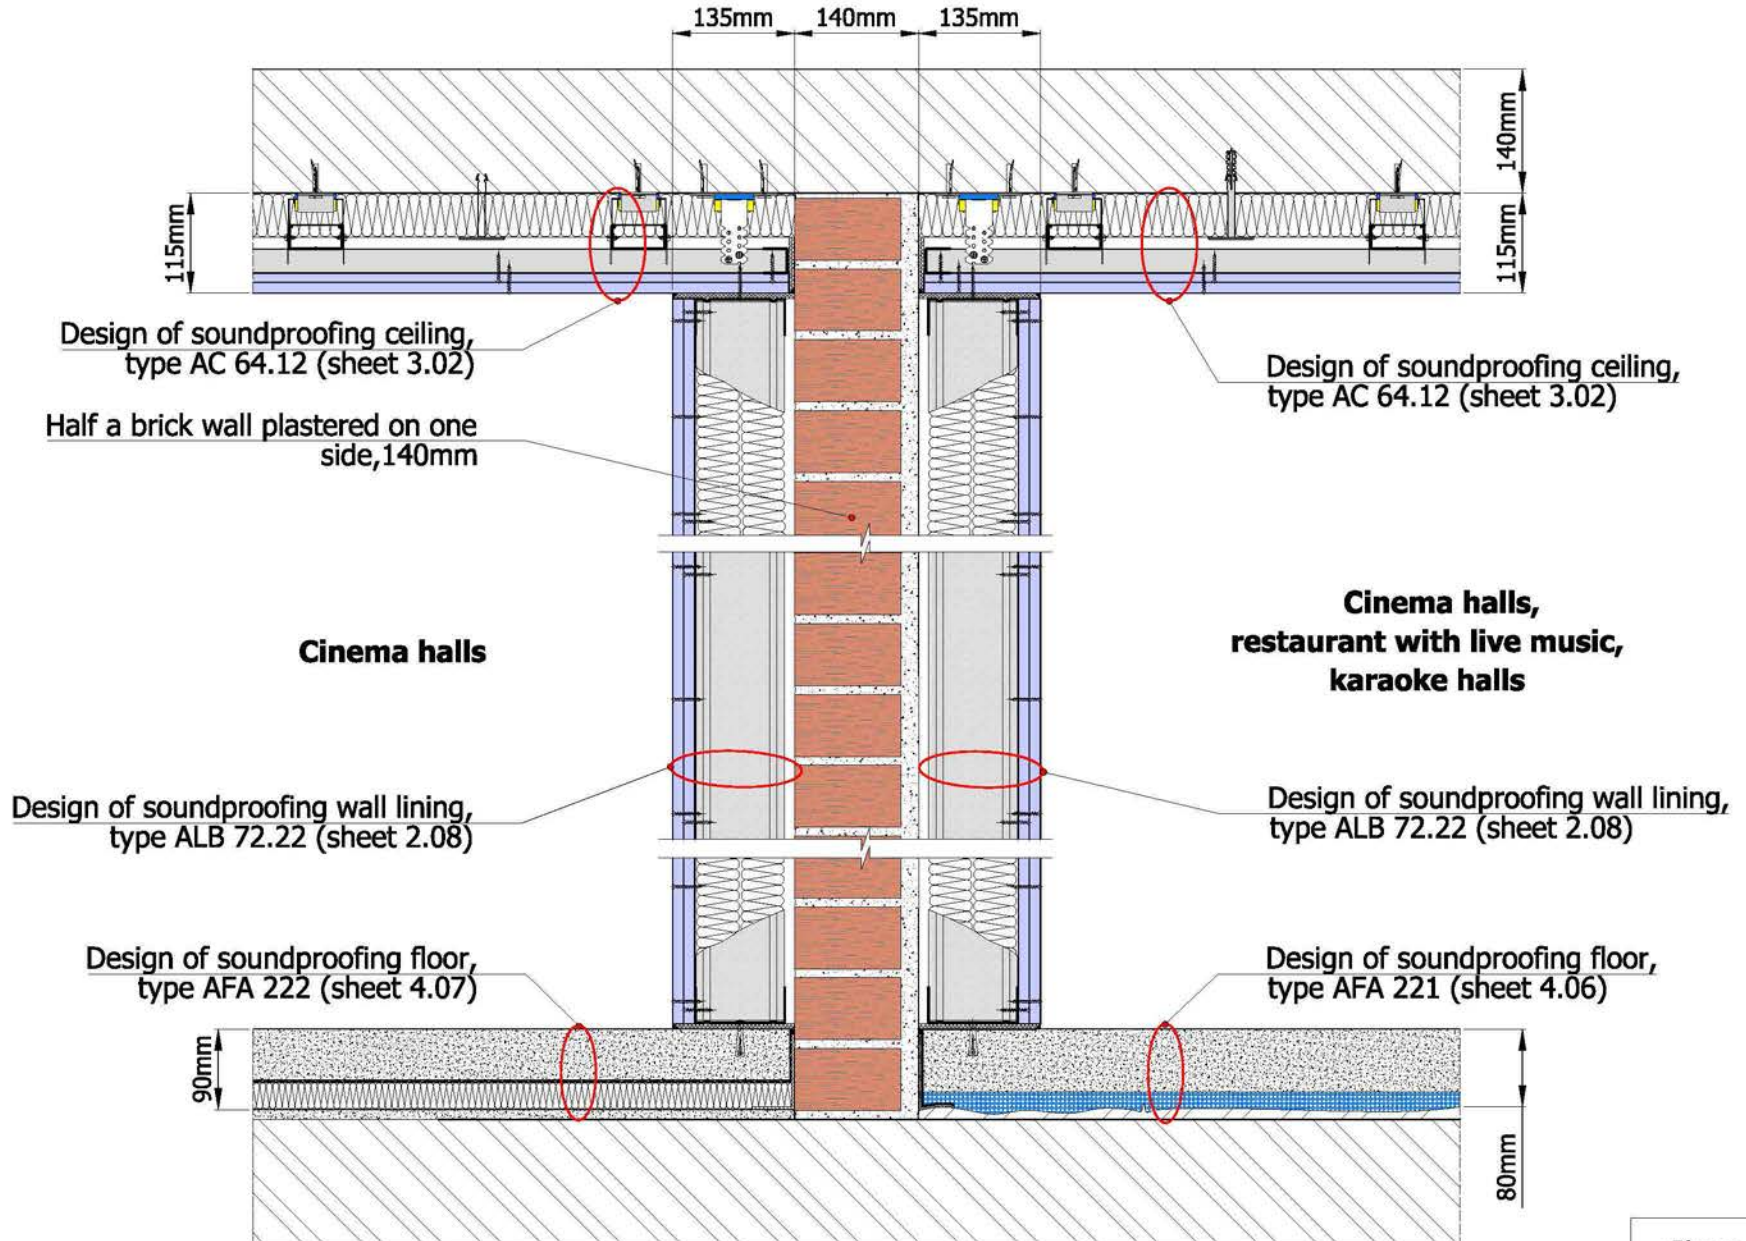 135mm 140mm 135mm
140mm
115mm
115mm
Design of soundproofing ceiling,
type AC 64.12 (sheet 3.02)
Design of soundproofing ceiling,
type AC 64.12 (sheet 3.02)
Half a brick wall plastered on one
side,140mm
Cinema halls
Cinema halls,
restaurant with live music,
karaoke halls
Design of soundproofing wall lining,
type ALB 72.22 (sheet 2.08)
Design of soundproofing wall lining,
type ALB 72.22 (sheet 2.08)
Design of soundproofing floor,
type AFA 222 (sheet 4.07)
Design of soundproofing floor,
type AFA 221 (sheet 4.06)
90mm
80mm